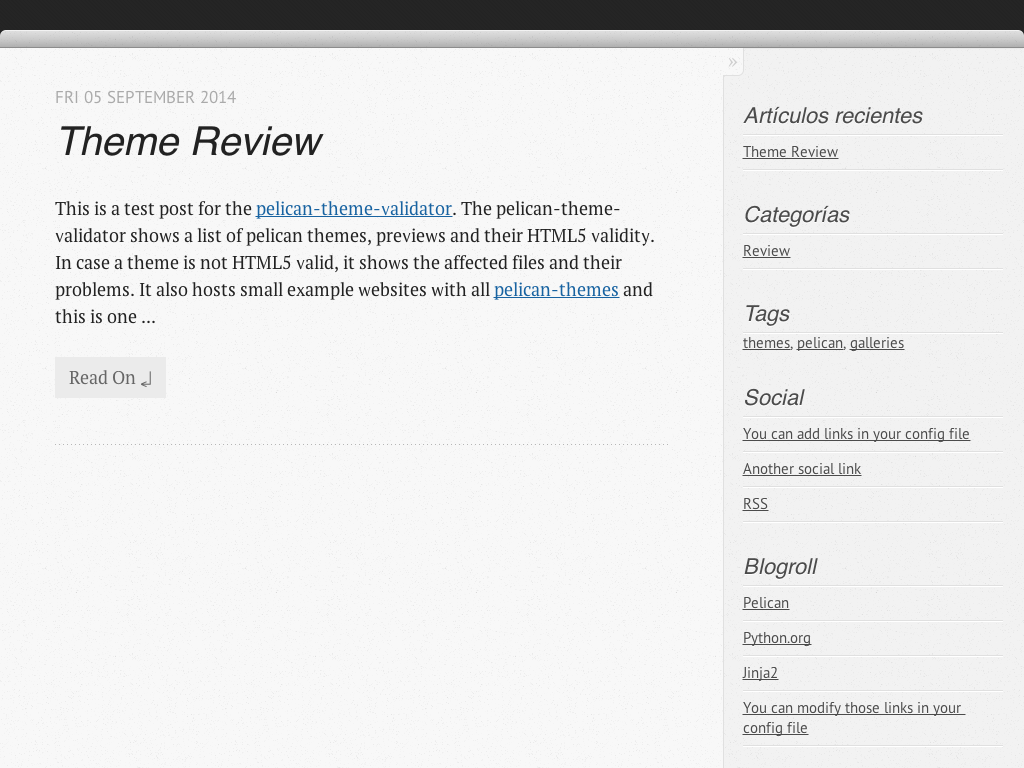 »
FRI 05 SEPTEMBER 2014
Theme Review
This is a test post for the pelican-theme-validator. The pelican-theme-
validator shows a list of pelican themes, previews and their HTML5 validity.
In case a theme is not HTML5 valid, it shows the affected files and their
problems. It also hosts small example websites with all pelican-themes and
this is one ...
Read On
Artículos recientes
Theme Review
Categorías
Review
Tags
themes, pelican, galleries
Social
You can add links in your config file
Another social link
RSS
Blogroll
Pelican
Python.org
Jinja2
You can modify those links in your
config file